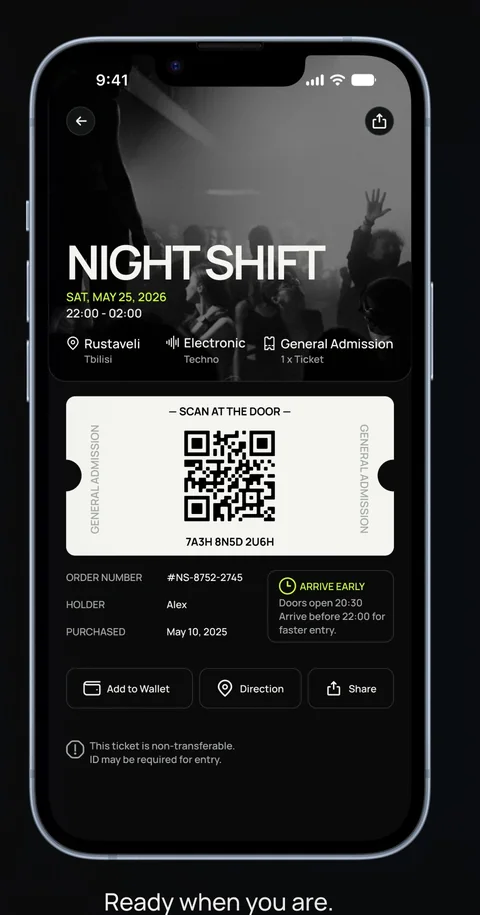 9:41
NIGHT SHIFT
SAT, MAY 25, 2026
22:00 - 02:00
Rustaveli
Tbilisi
Electronic
Techno
General Admission
1 x Ticket
— SCAN AT THE DOOR —
GENERAL ADMISSION
GENERAL ADMISSION
7A3H 8N5D 2U6H
ORDER NUMBER #NS-8752-2745
HOLDER Alex
PURCHASED May 10, 2025
ARRIVE EARLY
Doors open 20:30
Arrive before 22:00 for
faster entry.
Add to Wallet
Direction
Share
This ticket is non-transferable.
ID may be required for entry.
Ready when you are.